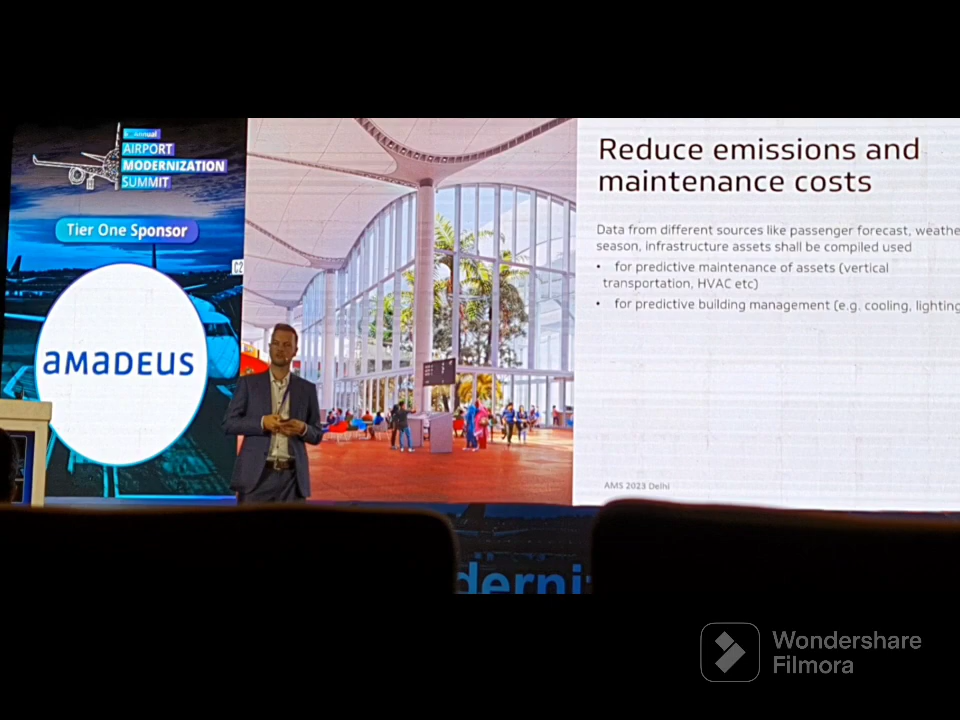 annual
AIRPORT
MODERNIZATION
SUMMIT
Tier One Sponsor
amadeus
C2
Reduce emissions and
maintenance costs
Data from different sources like passenger forecast, weathe
season, infrastructure assets shall be compiled used
• for predictive maintenance of assets (vertical
transportation, HVAC etc)
• for predictive building management (e.g. cooling, lighting
AMS 2023 Delhi
derni
Wondershare
Filmora